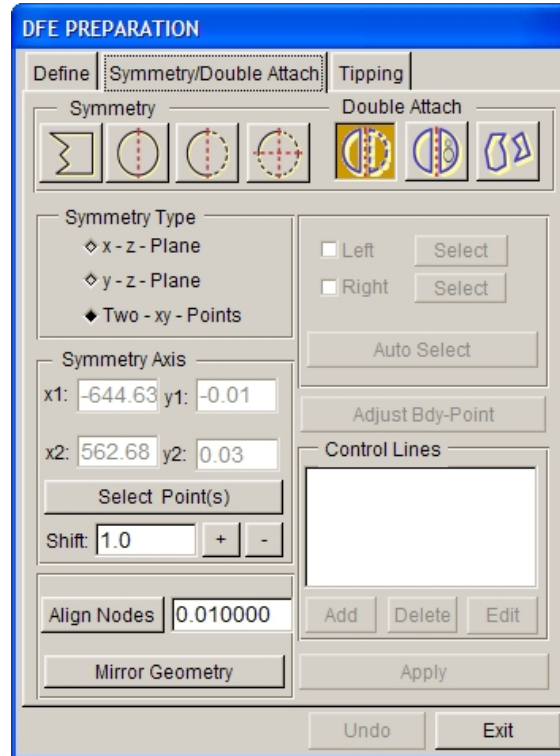 DFE PREPARATION
Define Symmetry/Double Attach Tipping
Symmetry Double Attach
Symmetry Type
x - z - Plane
y - z - Plane
Two - xy - Points
Left Select
Right Select
Auto Select
Symmetry Axis
x1: -644.63 y1: -0.01
x2: 562.68 y2: 0.03
Select Point(s)
Shift: 1.0 + -
Adjust Bdy-Point
Control Lines
Add Delete Edit
Align Nodes 0.010000
Mirror Geometry
Apply
Undo Exit